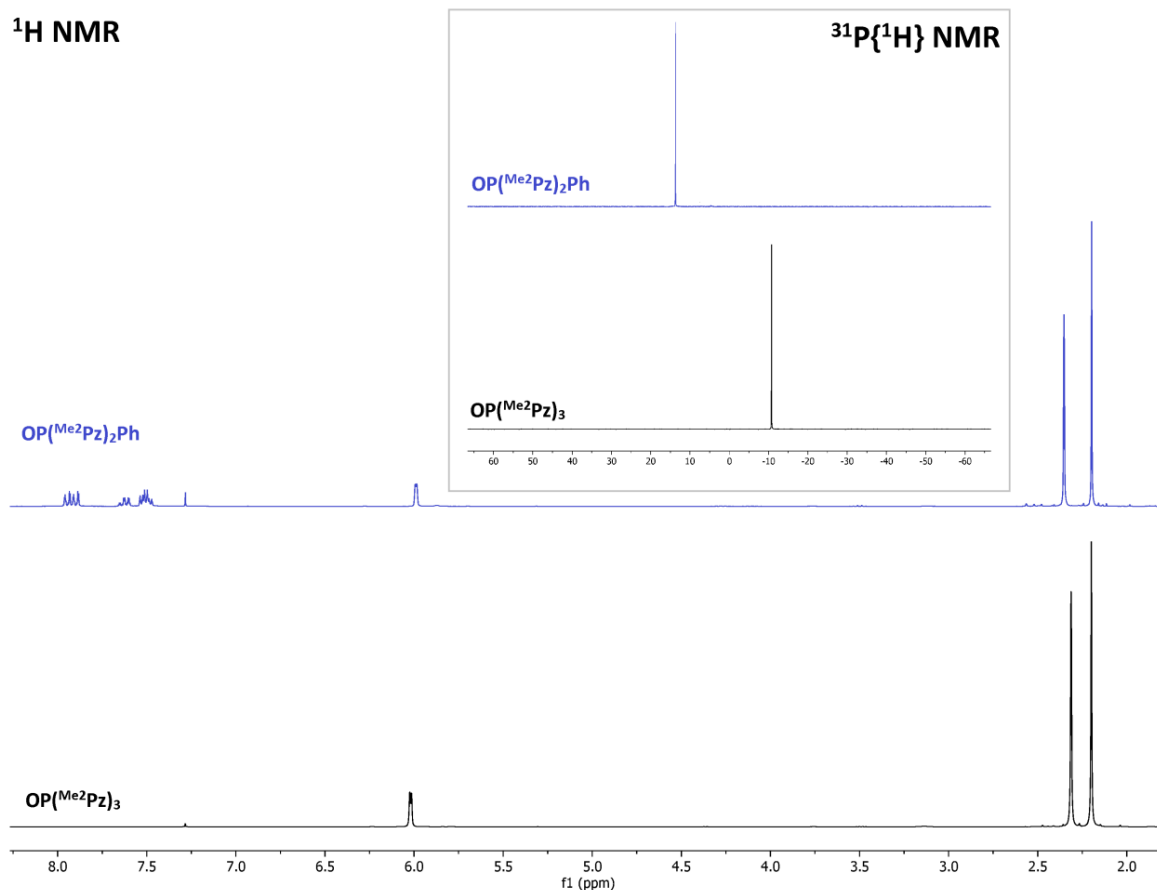 ¹H NMR
³¹P{¹H} NMR
OP(ᴹᵉ²Pz)₂Ph
OP(ᴹᵉ²Pz)₃
60 50 40 30 20 10 0 -10 -20 -30 -40 -50 -60
OP(ᴹᵉ²Pz)₂Ph
OP(ᴹᵉ²Pz)₃
8.0 7.5 7.0 6.5 6.0 5.5 5.0 4.5 4.0 3.5 3.0 2.5 2.0
f1 (ppm)